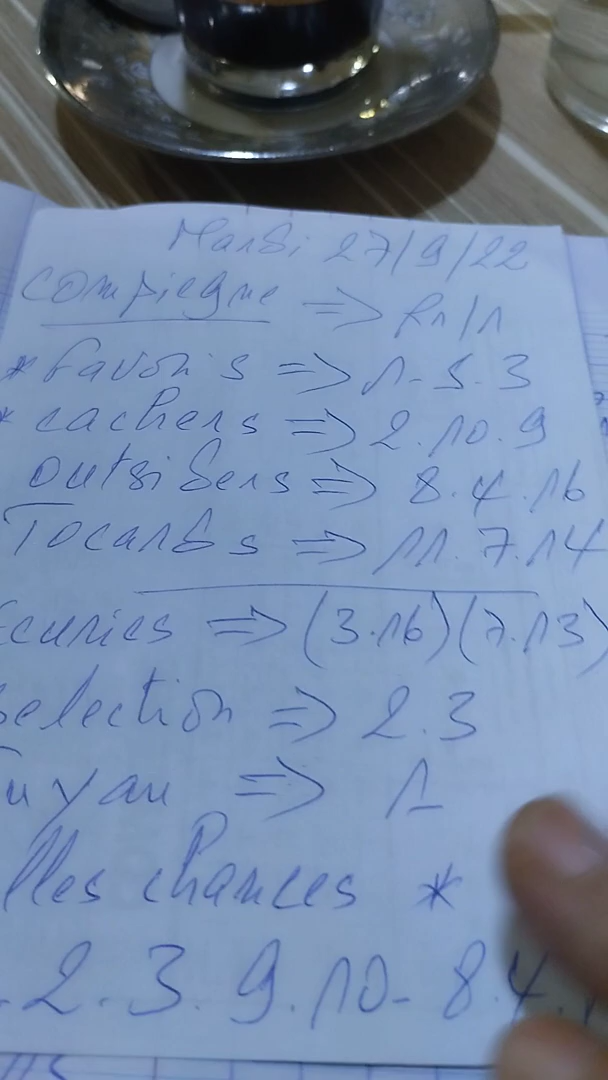 Mardi 27/9/22
Compiegne => R1/1
* favoris => 1-5.3
* cachers => 2.10.9
outsiders => 8.4.16
Tocards => 11.7.14
Ecuries => (3.16)(7.13)
Selection => 2.3
Tuyau => 1
lles chances *
.2.3.9.10-8.4.